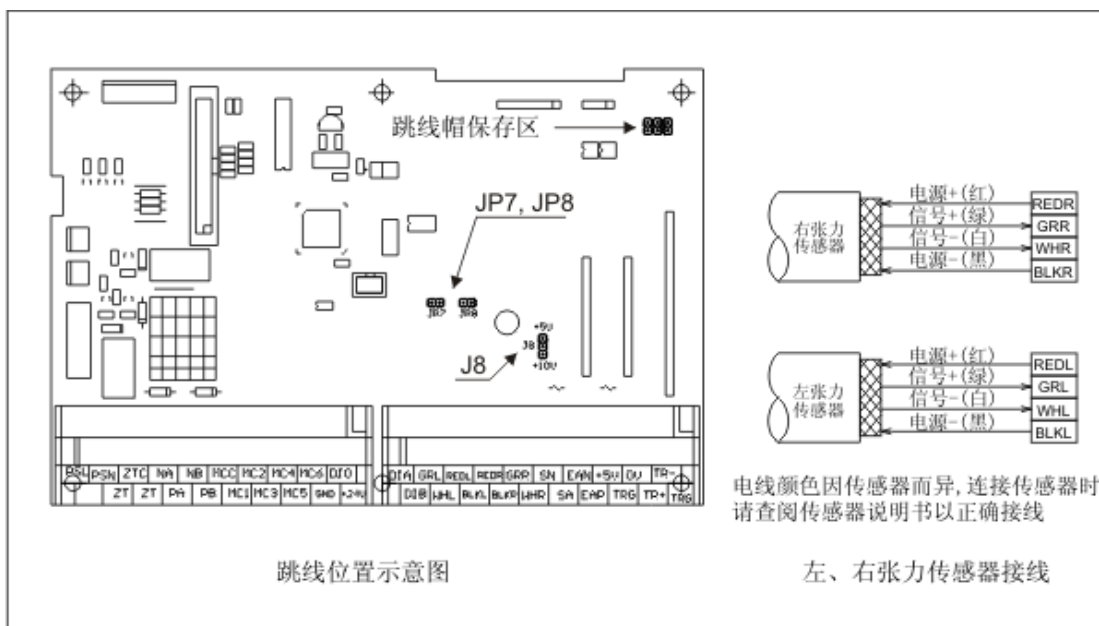 跳线帽保存区
JP7, JP8
JP7 JP8
+5V
J8
+10V
J8
PSL PSN ZTC NA NB MCC MC2 MC4 MC6 DIO
ZT ZT PA PB MC1 MC3 MC5 GND +24V
DIA GRL REDL REDR GRR SN EAN +5V 0V TR-
DIB WHL BLKL BLKR WHR SA EAP TRG TR+ TRG
跳线位置示意图
右张力
传感器
电源+(红) REDR
信号+(绿) GRR
信号-(白) WHR
电源-(黑) BLKR
左张力
传感器
电源+(红) REDL
信号+(绿) GRL
信号-(白) WHL
电源-(黑) BLKL
电线颜色因传感器而异, 连接传感器时
请查阅传感器说明书以正确接线
左、右张力传感器接线